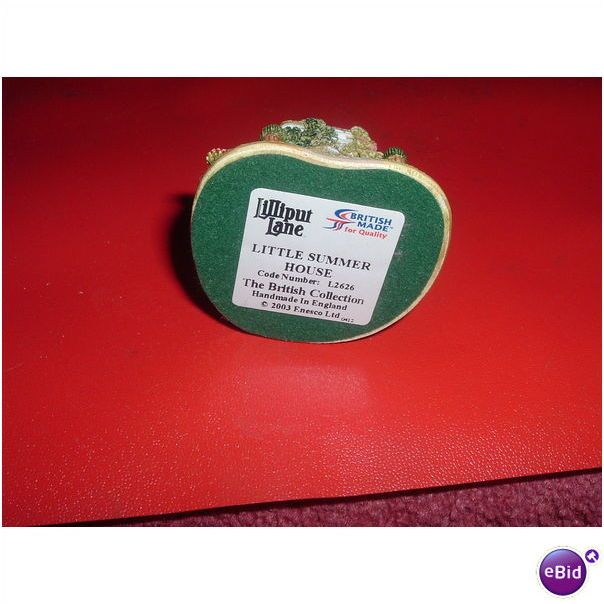 Lilliput
Lane
BRITISH
MADE™
for Quality
LITTLE SUMMER
HOUSE
Code Number: L2626
The British Collection
Handmade In England
© 2003 Enesco Ltd
eBid